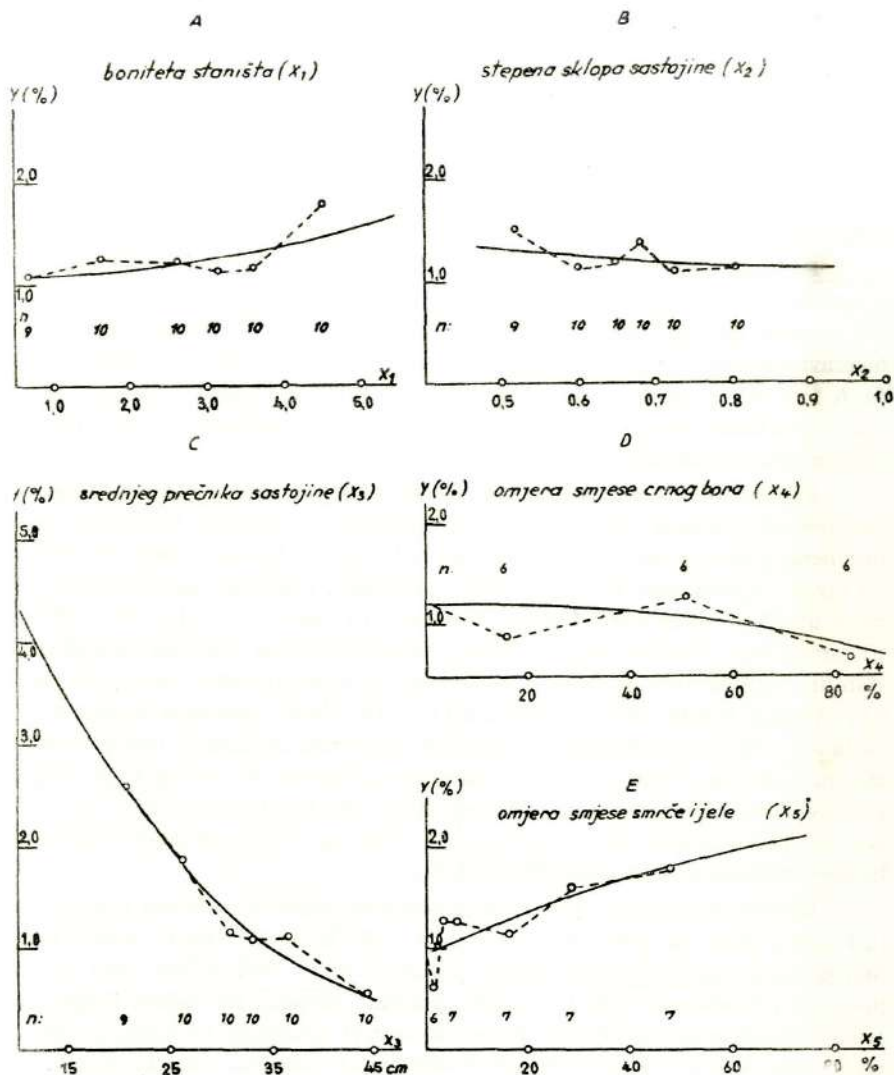 A
boniteta staništa (X1)
Y(%)
2,0
1,0
n
9 10 10 10 10 10
X1
1,0 2,0 3,0 4,0 5,0
B
stepena sklopa sastojine (X2)
Y(%)
2,0
1,0
n: 9 10 10 10 10 10
X2
0,5 0,6 0,7 0,8 0,9 1,0
C
srednjeg prečnika sastojine (X3)
Y(%)
5,0
4,0
3,0
2,0
1,0
n: 9 10 10 10 10 10
X3
15 25 35 45 cm
D
omjera smjese crnog bora (X4)
Y(%)
2,0
n. 6 6 6
1,0
X4
20 40 60 80 %
E
omjera smjese smrče i jele (X5)
Y(%)
2,0
1,0
6 7 7 7 7
X5
20 40 60 80 %